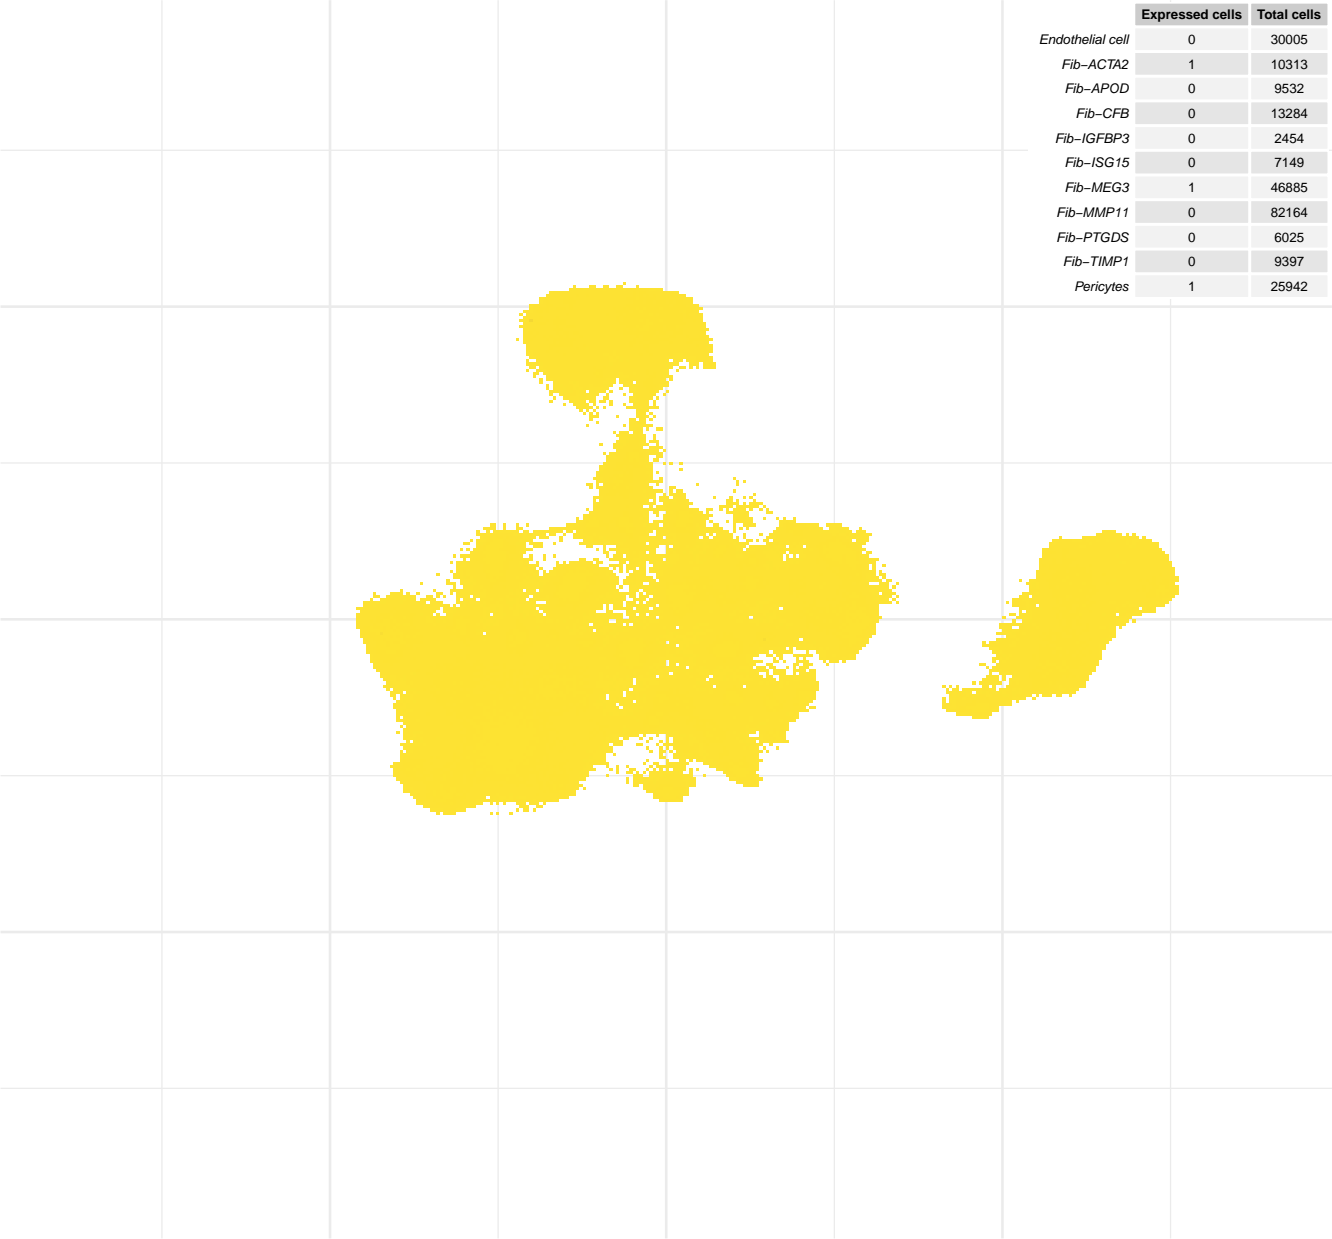 Expressed cells Total cells
Endothelial cell 0 30005
Fib−ACTA2 1 10313
Fib−APOD 0 9532
Fib−CFB 0 13284
Fib−IGFBP3 0 2454
Fib−ISG15 0 7149
Fib−MEG3 1 46885
Fib−MMP11 0 82164
Fib−PTGDS 0 6025
Fib−TIMP1 0 9397
Pericytes 1 25942